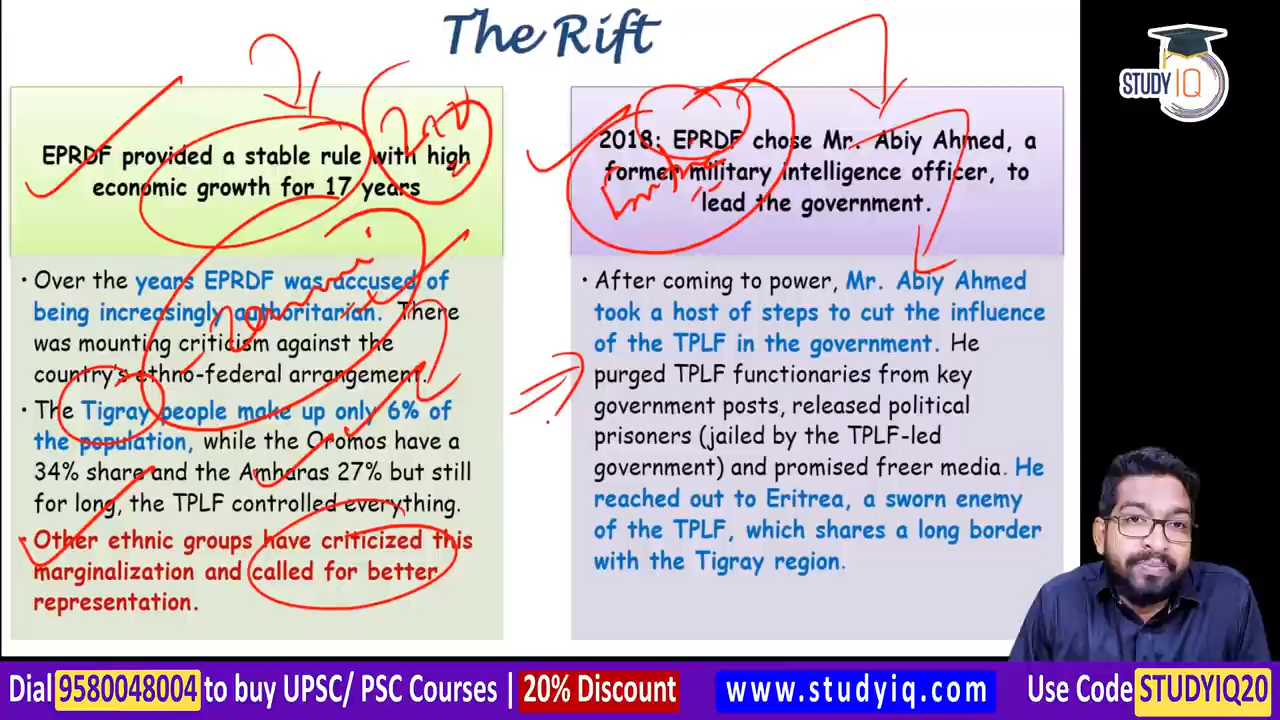 The Rift
STUDY IQ
EPRDF provided a stable rule with high
economic growth for 17 years
• Over the years EPRDF was accused of
being increasingly authoritarian. There
was mounting criticism against the
country's ethno-federal arrangement.
• The Tigray people make up only 6% of
the population, while the Oromos have a
34% share and the Amharas 27% but still
for long, the TPLF controlled everything.
• Other ethnic groups have criticized this
marginalization and called for better
representation.
2018: EPRDF chose Mr. Abiy Ahmed, a
former military intelligence officer, to
lead the government.
• After coming to power, Mr. Abiy Ahmed
took a host of steps to cut the influence
of the TPLF in the government. He
purged TPLF functionaries from key
government posts, released political
prisoners (jailed by the TPLF-led
government) and promised freer media. He
reached out to Eritrea, a sworn enemy
of the TPLF, which shares a long border
with the Tigray region.
Dial 9580048004 to buy UPSC/ PSC Courses | 20% Discount www.studyiq.com Use Code STUDYIQ20